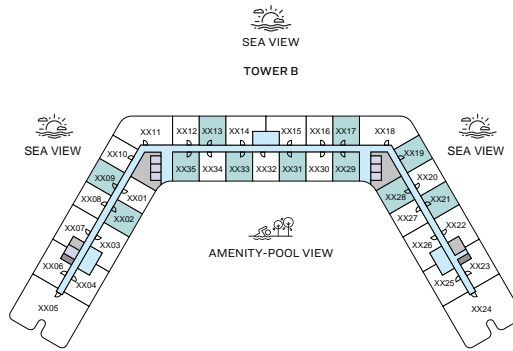 SEA VIEW
TOWER B
SEA VIEW
SEA VIEW
XX11
XX12
XX13
XX14
XX15
XX16
XX17
XX18
XX10
XX19
XX09
XX01
XX35
XX34
XX33
XX32
XX31
XX30
XX29
XX28
XX20
XX08
XX02
XX27
XX21
XX07
XX03
XX26
XX22
XX06
XX04
XX25
XX23
XX05
XX24
AMENITY-POOL VIEW